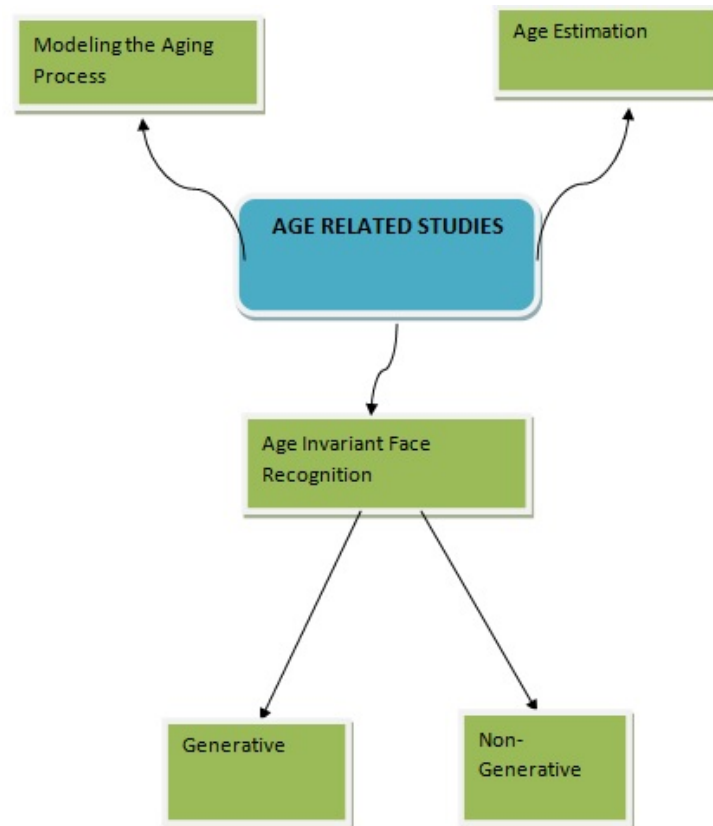 Modeling the Aging
Process
Age Estimation
AGE RELATED STUDIES
Age Invariant Face
Recognition
Generative
Non-
Generative